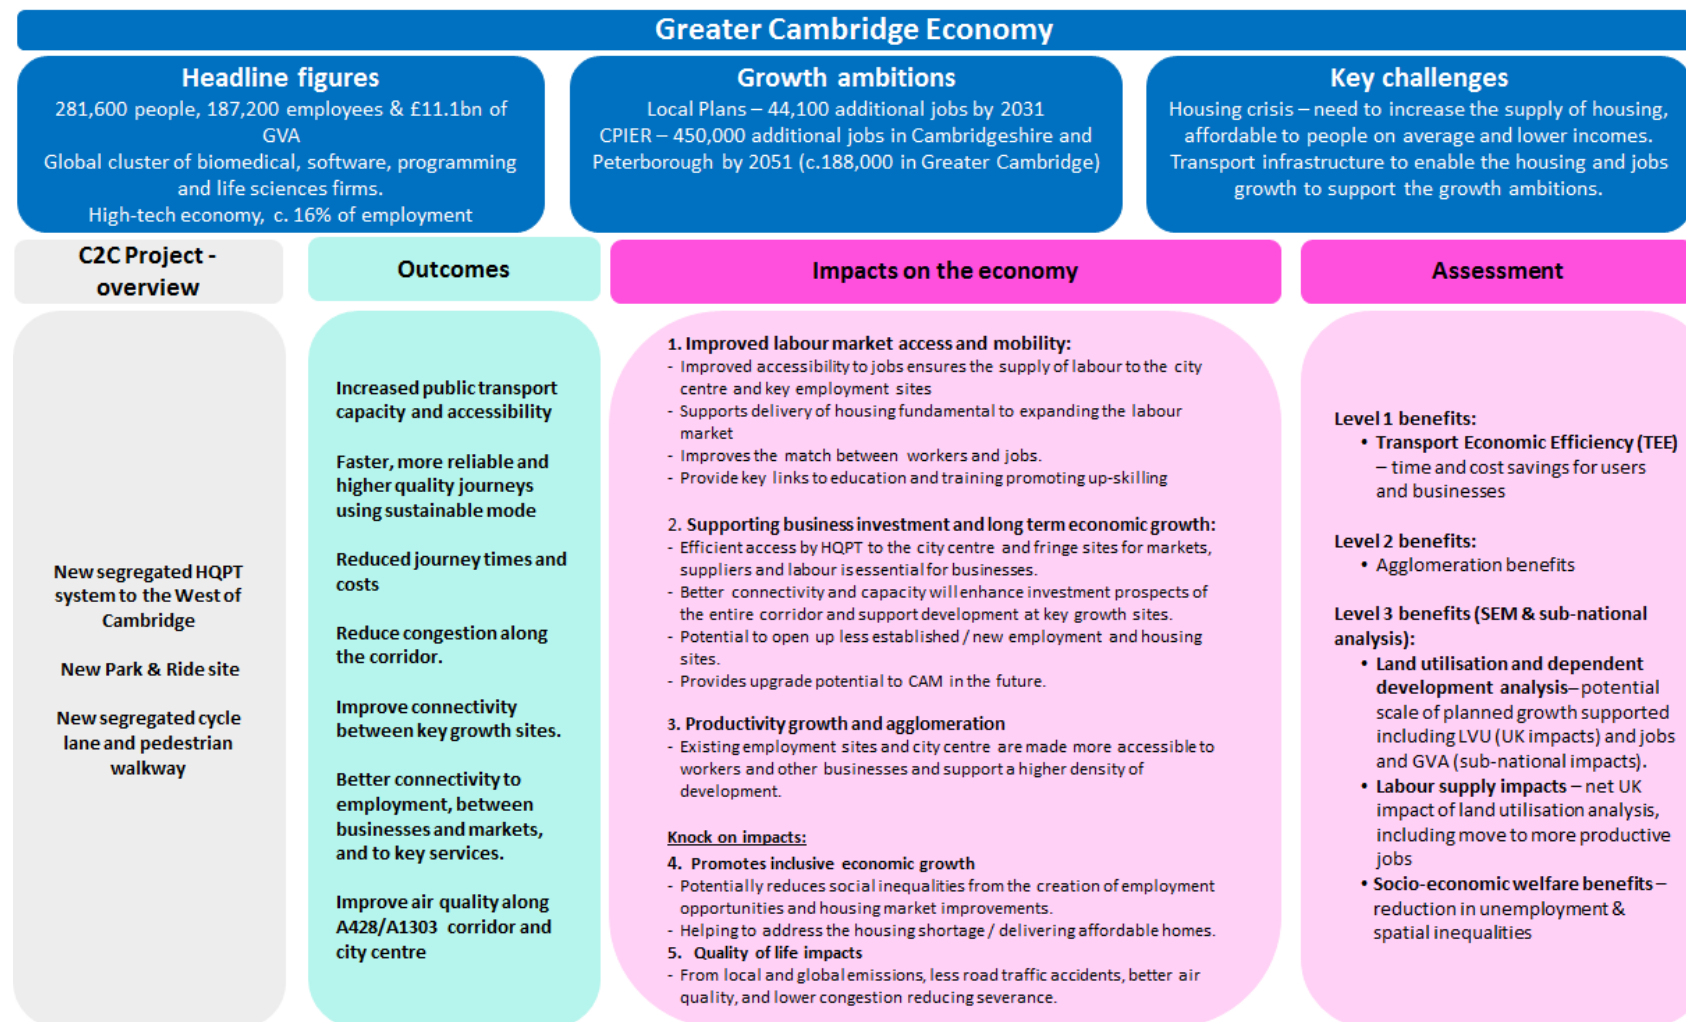 Greater Cambridge Economy
Headline figures
281,600 people, 187,200 employees & £11.1bn of
GVA
Global cluster of biomedical, software, programming
and life sciences firms.
High-tech economy, c. 16% of employment
Growth ambitions
Local Plans – 44,100 additional jobs by 2031
CPIER – 450,000 additional jobs in Cambridgeshire and
Peterborough by 2051 (c.188,000 in Greater Cambridge)
Key challenges
Housing crisis – need to increase the supply of housing,
affordable to people on average and lower incomes.
Transport infrastructure to enable the housing and jobs
growth to support the growth ambitions.
C2C Project -
overview
New segregated HQPT
system to the West of
Cambridge
New Park & Ride site
New segregated cycle
lane and pedestrian
walkway
Outcomes
Increased public transport
capacity and accessibility
Faster, more reliable and
higher quality journeys
using sustainable mode
Reduced journey times and
costs
Reduce congestion along
the corridor.
Improve connectivity
between key growth sites.
Better connectivity to
employment, between
businesses and markets,
and to key services.
Improve air quality along
A428/A1303 corridor and
city centre
Impacts on the economy
1. Improved labour market access and mobility:
- Improved accessibility to jobs ensures the supply of labour to the city
centre and key employment sites
- Supports delivery of housing fundamental to expanding the labour
market
- Improves the match between workers and jobs.
- Provide key links to education and training promoting up-skilling
2. Supporting business investment and long term economic growth:
- Efficient access by HQPT to the city centre and fringe sites for markets,
suppliers and labour is essential for businesses.
- Better connectivity and capacity will enhance investment prospects of
the entire corridor and support development at key growth sites.
- Potential to open up less established / new employment and housing
sites.
- Provides upgrade potential to CAM in the future.
3. Productivity growth and agglomeration
- Existing employment sites and city centre are made more accessible to
workers and other businesses and support a higher density of
development.
Knock on impacts:
4. Promotes inclusive economic growth
- Potentially reduces social inequalities from the creation of employment
opportunities and housing market improvements.
- Helping to address the housing shortage / delivering affordable homes.
5. Quality of life impacts
- From local and global emissions, less road traffic accidents, better air
quality, and lower congestion reducing severance.
Assessment
Level 1 benefits:
• Transport Economic Efficiency (TEE)
– time and cost savings for users
and businesses
Level 2 benefits:
• Agglomeration benefits
Level 3 benefits (SEM & sub-national
analysis):
• Land utilisation and dependent
development analysis– potential
scale of planned growth supported
including LVU (UK impacts) and jobs
and GVA (sub-national impacts).
• Labour supply impacts – net UK
impact of land utilisation analysis,
including move to more productive
jobs
• Socio-economic welfare benefits –
reduction in unemployment &
spatial inequalities